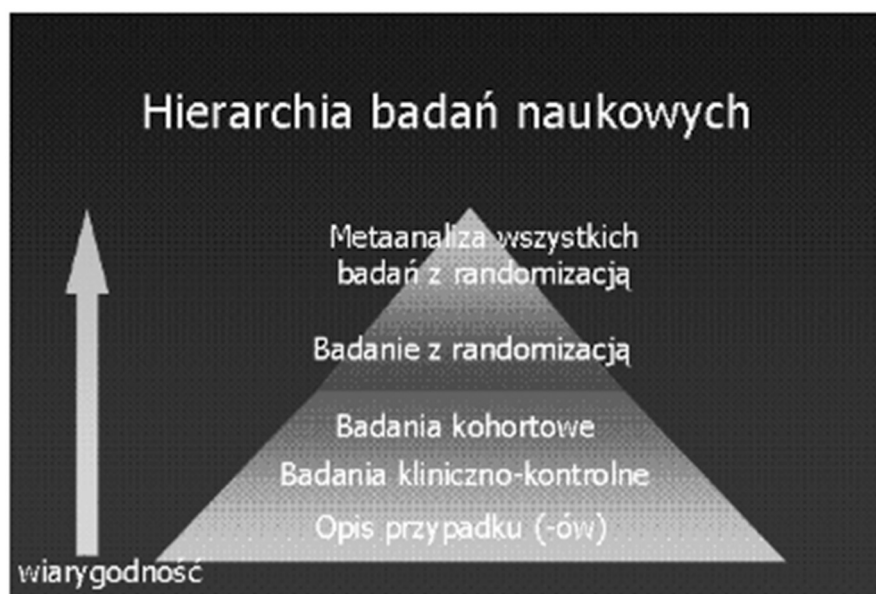 Hierarchia badań naukowych
Metaanaliza wszystkich
badań z randomizacją
Badanie z randomizacją
Badania kohortowe
Badania kliniczno-kontrolne
Opis przypadku (-ów)
wiarygodność